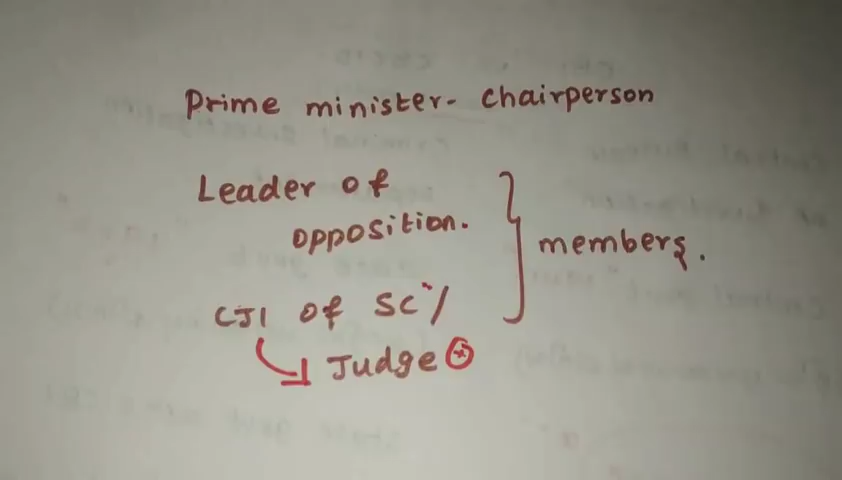 Prime minister- chairperson
Leader of
opposition.
members.
CJI of SC/
Judge